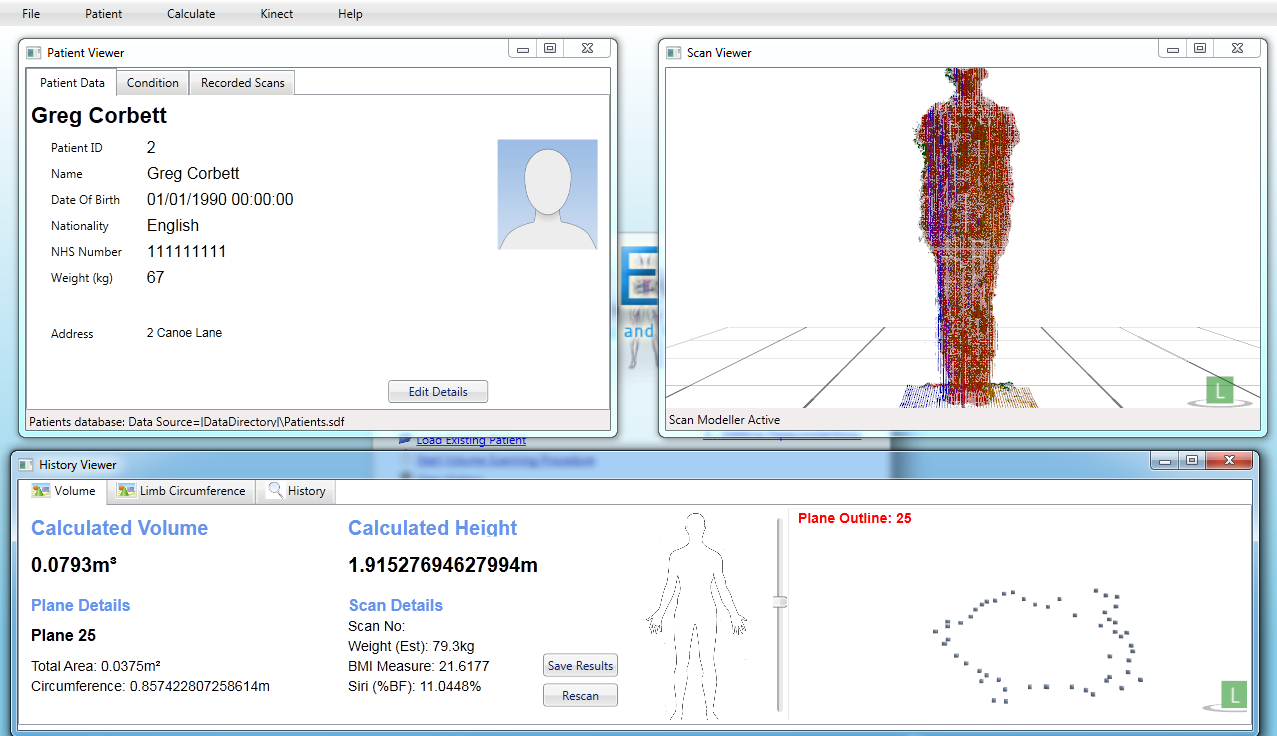 File Patient Calculate Kinect Help
Patient Viewer
Patient Data Condition Recorded Scans
Greg Corbett
Patient ID 2
Name Greg Corbett
Date Of Birth 01/01/1990 00:00:00
Nationality English
NHS Number 111111111
Weight (kg) 67
Address 2 Canoe Lane
Edit Details
Patients database: Data Source=|DataDirectory|\Patients.sdf
Scan Viewer
L
Scan Modeller Active
and
Load Existing Patient
Start Volume Scanning Procedure
History Viewer
Volume Limb Circumference History
Calculated Volume
0.0793m³
Plane Details
Plane 25
Total Area: 0.0375m²
Circumference: 0.857422807258614m
Calculated Height
1.91527694627994m
Scan Details
Scan No:
Weight (Est): 79.3kg
BMI Measure: 21.6177
Siri (%BF): 11.0448%
Save Results
Rescan
Plane Outline: 25
L